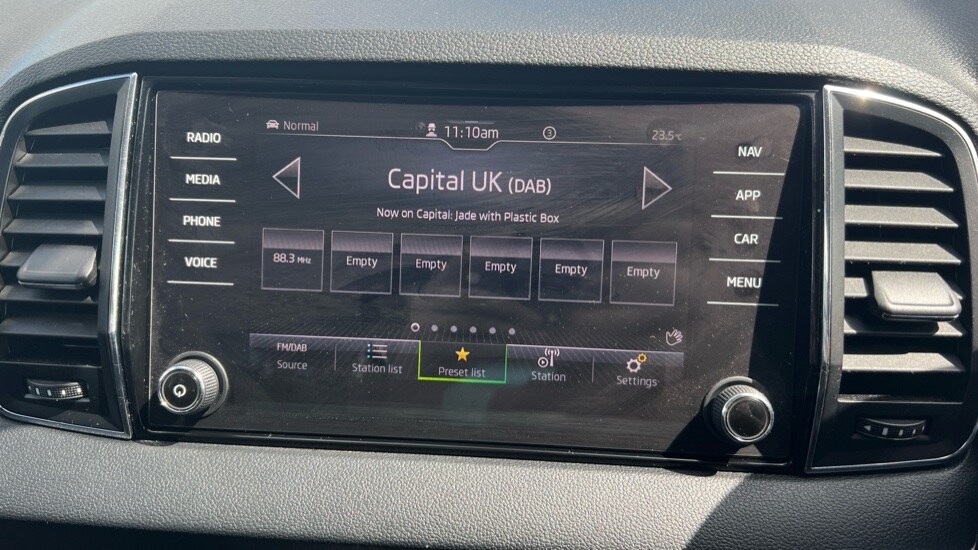 Normal
11:10am
3
23.5°C
RADIO
MEDIA
PHONE
VOICE
Capital UK (DAB)
Now on Capital: Jade with Plastic Box
88.3 MHz
Empty
Empty
Empty
Empty
Empty
FM/DAB
Source
Station list
Preset list
Station
Settings
NAV
APP
CAR
MENU